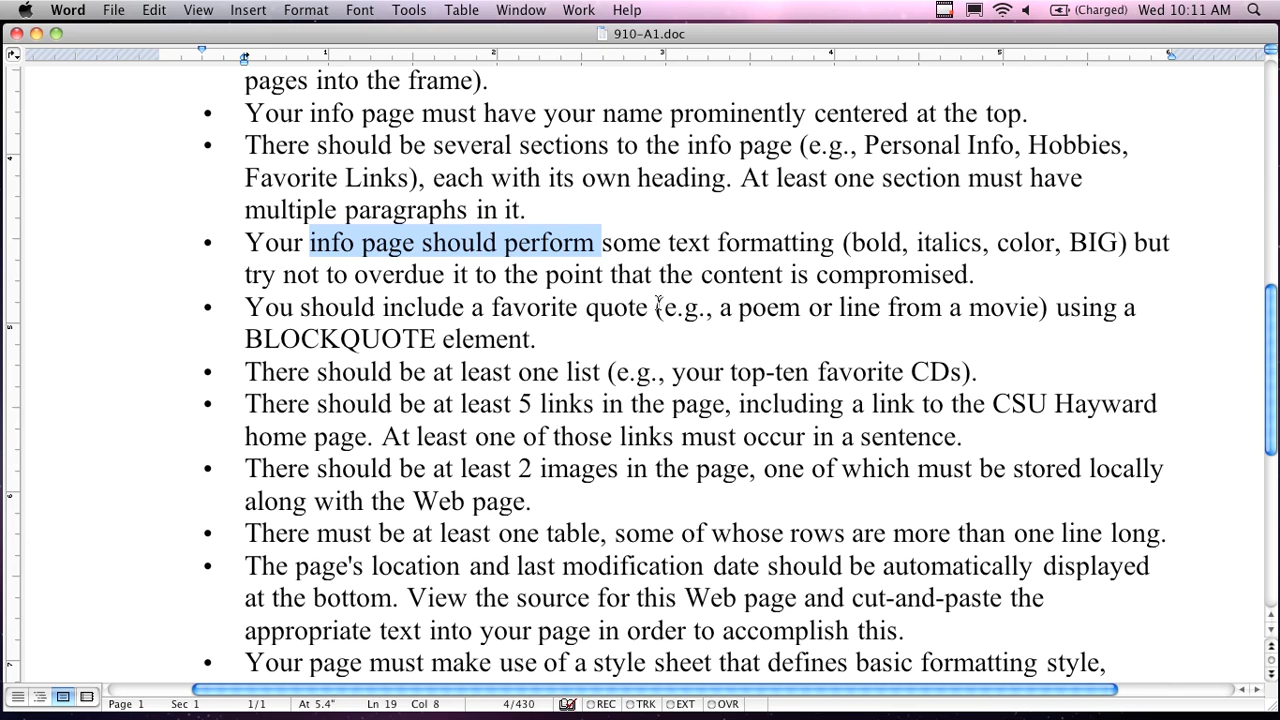 Word File Edit View Insert Format Font Tools Table Window Work Help (Charged) Wed 10:11 AM
910-A1.doc
1 2 3 4 5 6
pages into the frame).
• Your info page must have your name prominently centered at the top.
• There should be several sections to the info page (e.g., Personal Info, Hobbies,
Favorite Links), each with its own heading. At least one section must have
multiple paragraphs in it.
• Your info page should perform some text formatting (bold, italics, color, BIG) but
try not to overdue it to the point that the content is compromised.
• You should include a favorite quote (e.g., a poem or line from a movie) using a
BLOCKQUOTE element.
• There should be at least one list (e.g., your top-ten favorite CDs).
• There should be at least 5 links in the page, including a link to the CSU Hayward
home page. At least one of those links must occur in a sentence.
• There should be at least 2 images in the page, one of which must be stored locally
along with the Web page.
• There must be at least one table, some of whose rows are more than one line long.
• The page's location and last modification date should be automatically displayed
at the bottom. View the source for this Web page and cut-and-paste the
appropriate text into your page in order to accomplish this.
• Your page must make use of a style sheet that defines basic formatting style,
4
5
6
7
Page 1 Sec 1 1/1 At 5.4" Ln 19 Col 8 4/430 REC TRK EXT OVR